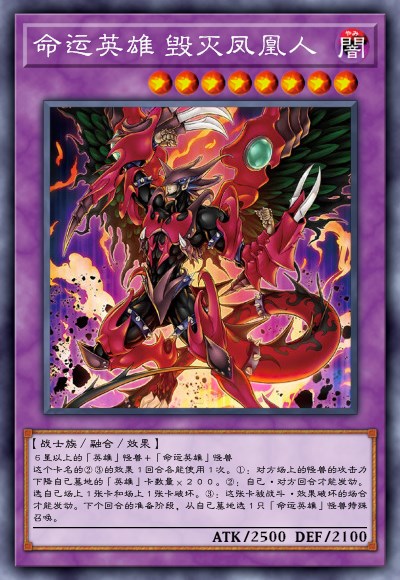 命运英雄 毁灭凤凰人
やみ
闇
【战士族/融合/效果】
6星以上的「英雄」怪兽+「命运英雄」怪兽
这个卡名的②③的效果1回合各能使用1次。①：对方场上的怪兽的攻击力
下降自己墓地的「英雄」卡数量×200。②：自己·对方回合才能发动。
选自己场上1张卡和场上1张卡破坏。③：这张卡被战斗·效果破坏的场合
才能发动。下个回合的准备阶段，从自己墓地选1只「命运英雄」怪兽特殊
召唤。
ATK/2500 DEF/2100